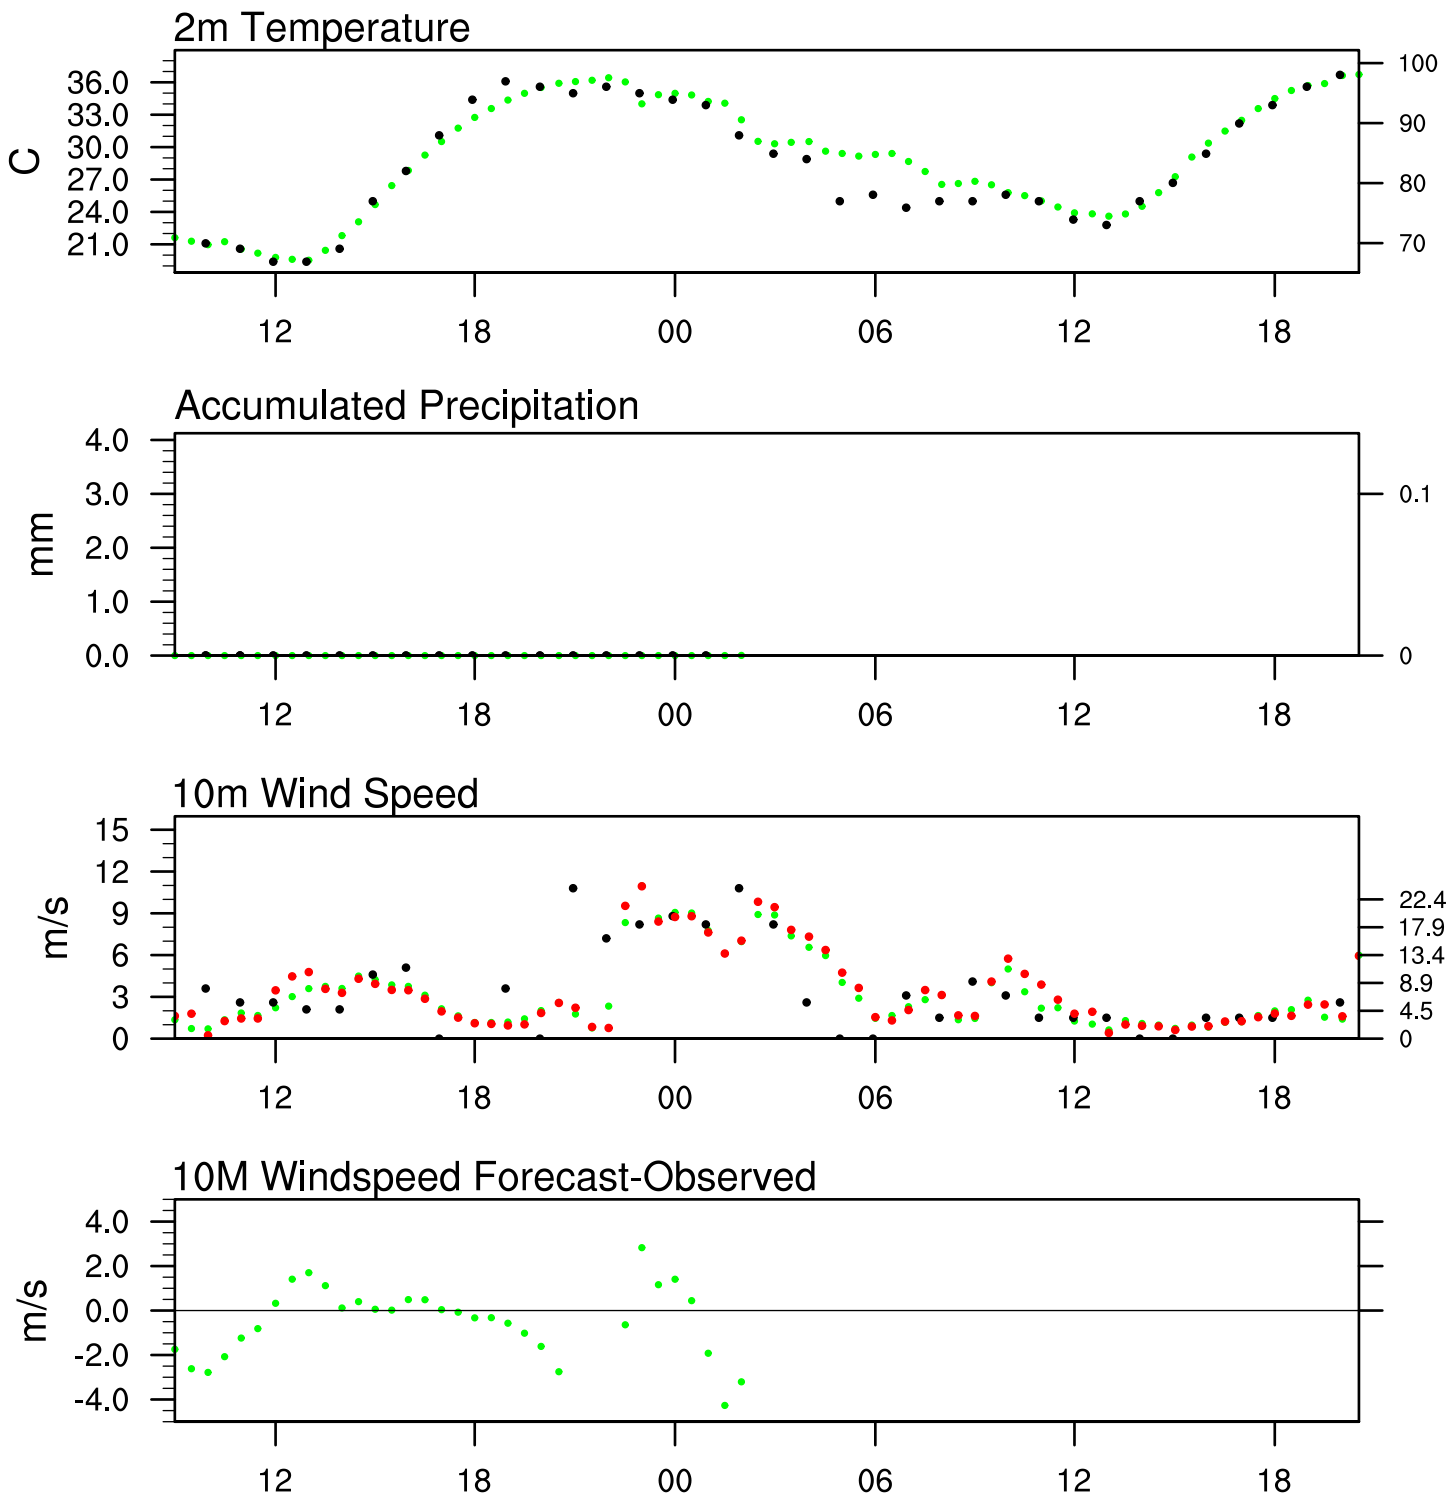 2m Temperature
36.0
33.0
30.0
27.0
24.0
21.0
C
100
90
80
70
12 18 00 06 12 18
Accumulated Precipitation
4.0
3.0
2.0
1.0
0.0
mm
0.1
0
12 18 00 06 12 18
10m Wind Speed
15
12
9
6
3
0
m/s
22.4
17.9
13.4
8.9
4.5
0
12 18 00 06 12 18
10M Windspeed Forecast-Observed
4.0
2.0
0.0
-2.0
-4.0
m/s
12 18 00 06 12 18